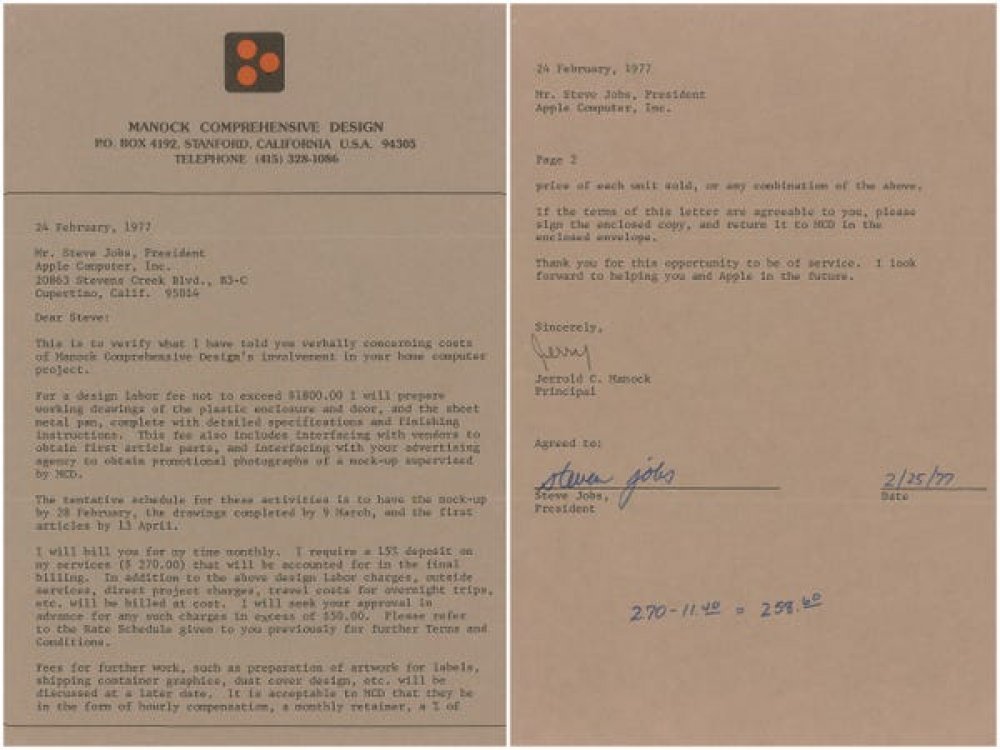 MANOCK COMPREHENSIVE DESIGN
P.O. BOX 4192, STANFORD, CALIFORNIA U.S.A. 94305
TELEPHONE (415) 328-1086
24 February, 1977
Mr. Steve Jobs, President
Apple Computer, Inc.
20863 Stevens Creek Blvd., B3-C
Cupertino, Calif. 95014
Dear Steve:
This is to verify what I have told you verbally concerning costs
of Manock Comprehensive Design's involvement in your home computer
project.
For a design labor fee not to exceed $1800.00 I will prepare
working drawings of the plastic enclosure and door, and the sheet
metal pan, complete with detailed specifications and finishing
instructions. This fee also includes interfacing with vendors to
obtain first article parts, and interfacing with your advertising
agency to obtain promotional photographs of a mock-up supervised
by MCD.
The tentative schedule for these activities is to have the mock-up
by 28 February, the drawings completed by 9 March, and the first
articles by 13 April.
I will bill you for my time monthly. I require a 15% deposit on
my services ($ 270.00) that will be accounted for in the final
billing. In addition to the above design labor charges, outside
services, direct project charges, travel costs for overnight trips,
etc. will be billed at cost. I will seek your approval in
advance for any such charges in excess of $50.00. Please refer
to the Rate Schedule given to you previously for further Terms and
Conditions.
Fees for further work, such as preparation of artwork for labels,
shipping container graphics, dust cover design, etc. will be
discussed at a later date. It is acceptable to MCD that they be
in the form of hourly compensation, a monthly retainer, a % of
24 February, 1977
Mr. Steve Jobs, President
Apple Computer, Inc.
Page 2
price of each unit sold, or any combination of the above.
If the terms of this letter are agreeable to you, please
sign the enclosed copy, and return it to MCD in the
enclosed envelope.
Thank you for this opportunity to be of service. I look
forward to helping you and Apple in the future.
Sincerely,
Jerry
Jerrold C. Manock
Principal
Agreed to:
steven jobs 2/25/77
Steve Jobs, Date
President
270 - 11.40 = 258.60